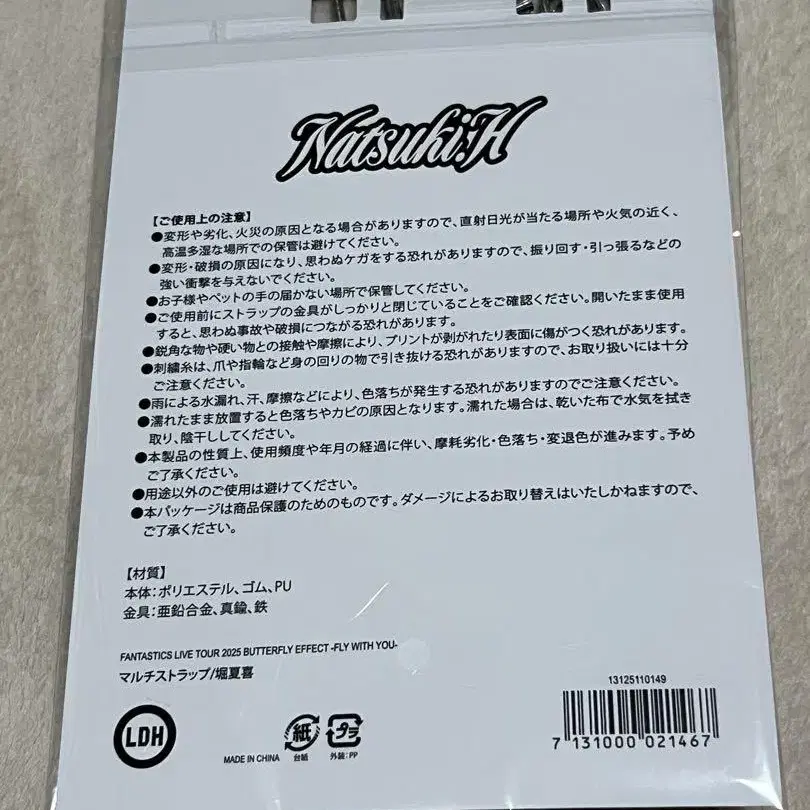 Natsuki;H
【ご使用上の注意】
●変形や劣化、火災の原因となる場合がありますので、直射日光が当たる場所や火気の近く、
高温多湿な場所での保管は避けてください。
●変形・破損の原因になり、思わぬケガをする恐れがありますので、振り回す・引っ張るなどの
強い衝撃を与えないでください。
●お子様やペットの手の届かない場所で保管してください。
●ご使用前にストラップの金具がしっかりと閉じていることをご確認ください。開いたまま使用
すると、思わぬ事故や破損につながる恐れがあります。
●鋭角な物や硬い物との接触や摩擦により、プリントが剥がれたり表面に傷がつく恐れがあります。
●刺繍糸は、爪や指輪など身の回りの物で引き抜ける恐れがありますので、お取り扱いには十分
ご注意ください。
●雨による水漏れ、汗、摩擦などにより、色落ちが発生する恐れがありますのでご注意ください。
●濡れたまま放置すると色落ちやカビの原因となります。濡れた場合は、乾いた布で水気を拭き
取り、陰干ししてください。
●本製品の性質上、使用頻度や年月の経過に伴い、摩耗劣化・色落ち・変退色が進みます。予め
ご了承ください。
●用途以外のご使用は避けてください。
●本パッケージは商品保護のためのものです。ダメージによるお取り替えはいたしかねますので、
ご了承ください。
【材質】
本体:ポリエステル、ゴム、PU
金具:亜鉛合金、真鍮、鉄
FANTASTICS LIVE TOUR 2025 BUTTERFLY EFFECT -FLY WITH YOU-
マルチストラップ/堀夏喜
LDH
MADE IN CHINA
紙
台紙
プラ
外装:PP
13125110149
7 131000 021467